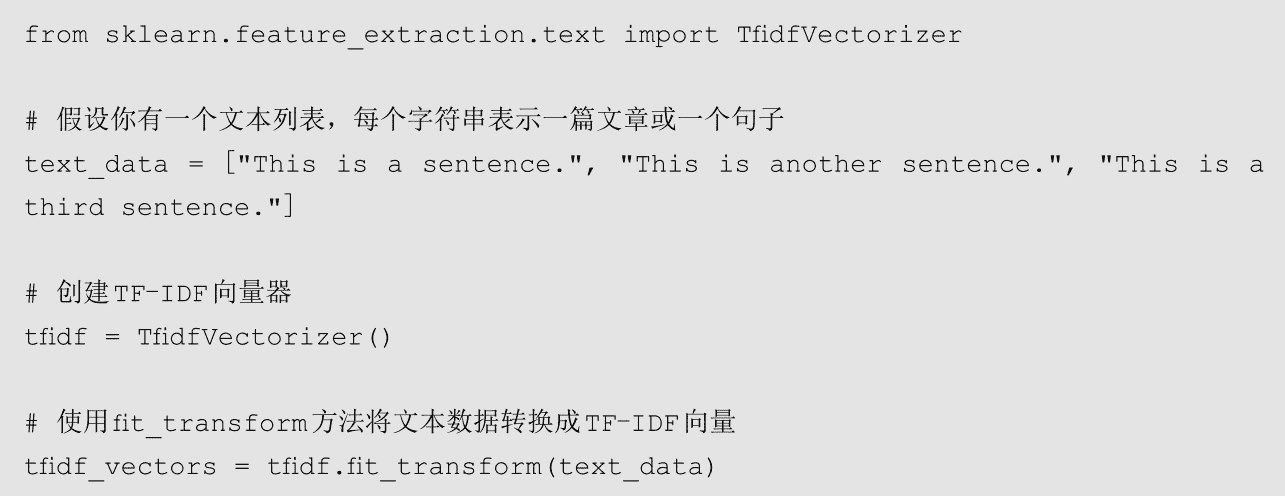 from sklearn.feature_extraction.text import TfidfVectorizer
# 假设你有一个文本列表，每个字符串表示一篇文章或一个句子
text_data = ["This is a sentence.", "This is another sentence.", "This is a
third sentence."]
# 创建TF-IDF向量器
tfidf = TfidfVectorizer()
# 使用fit_transform方法将文本数据转换成TF-IDF向量
tfidf_vectors = tfidf.fit_transform(text_data)